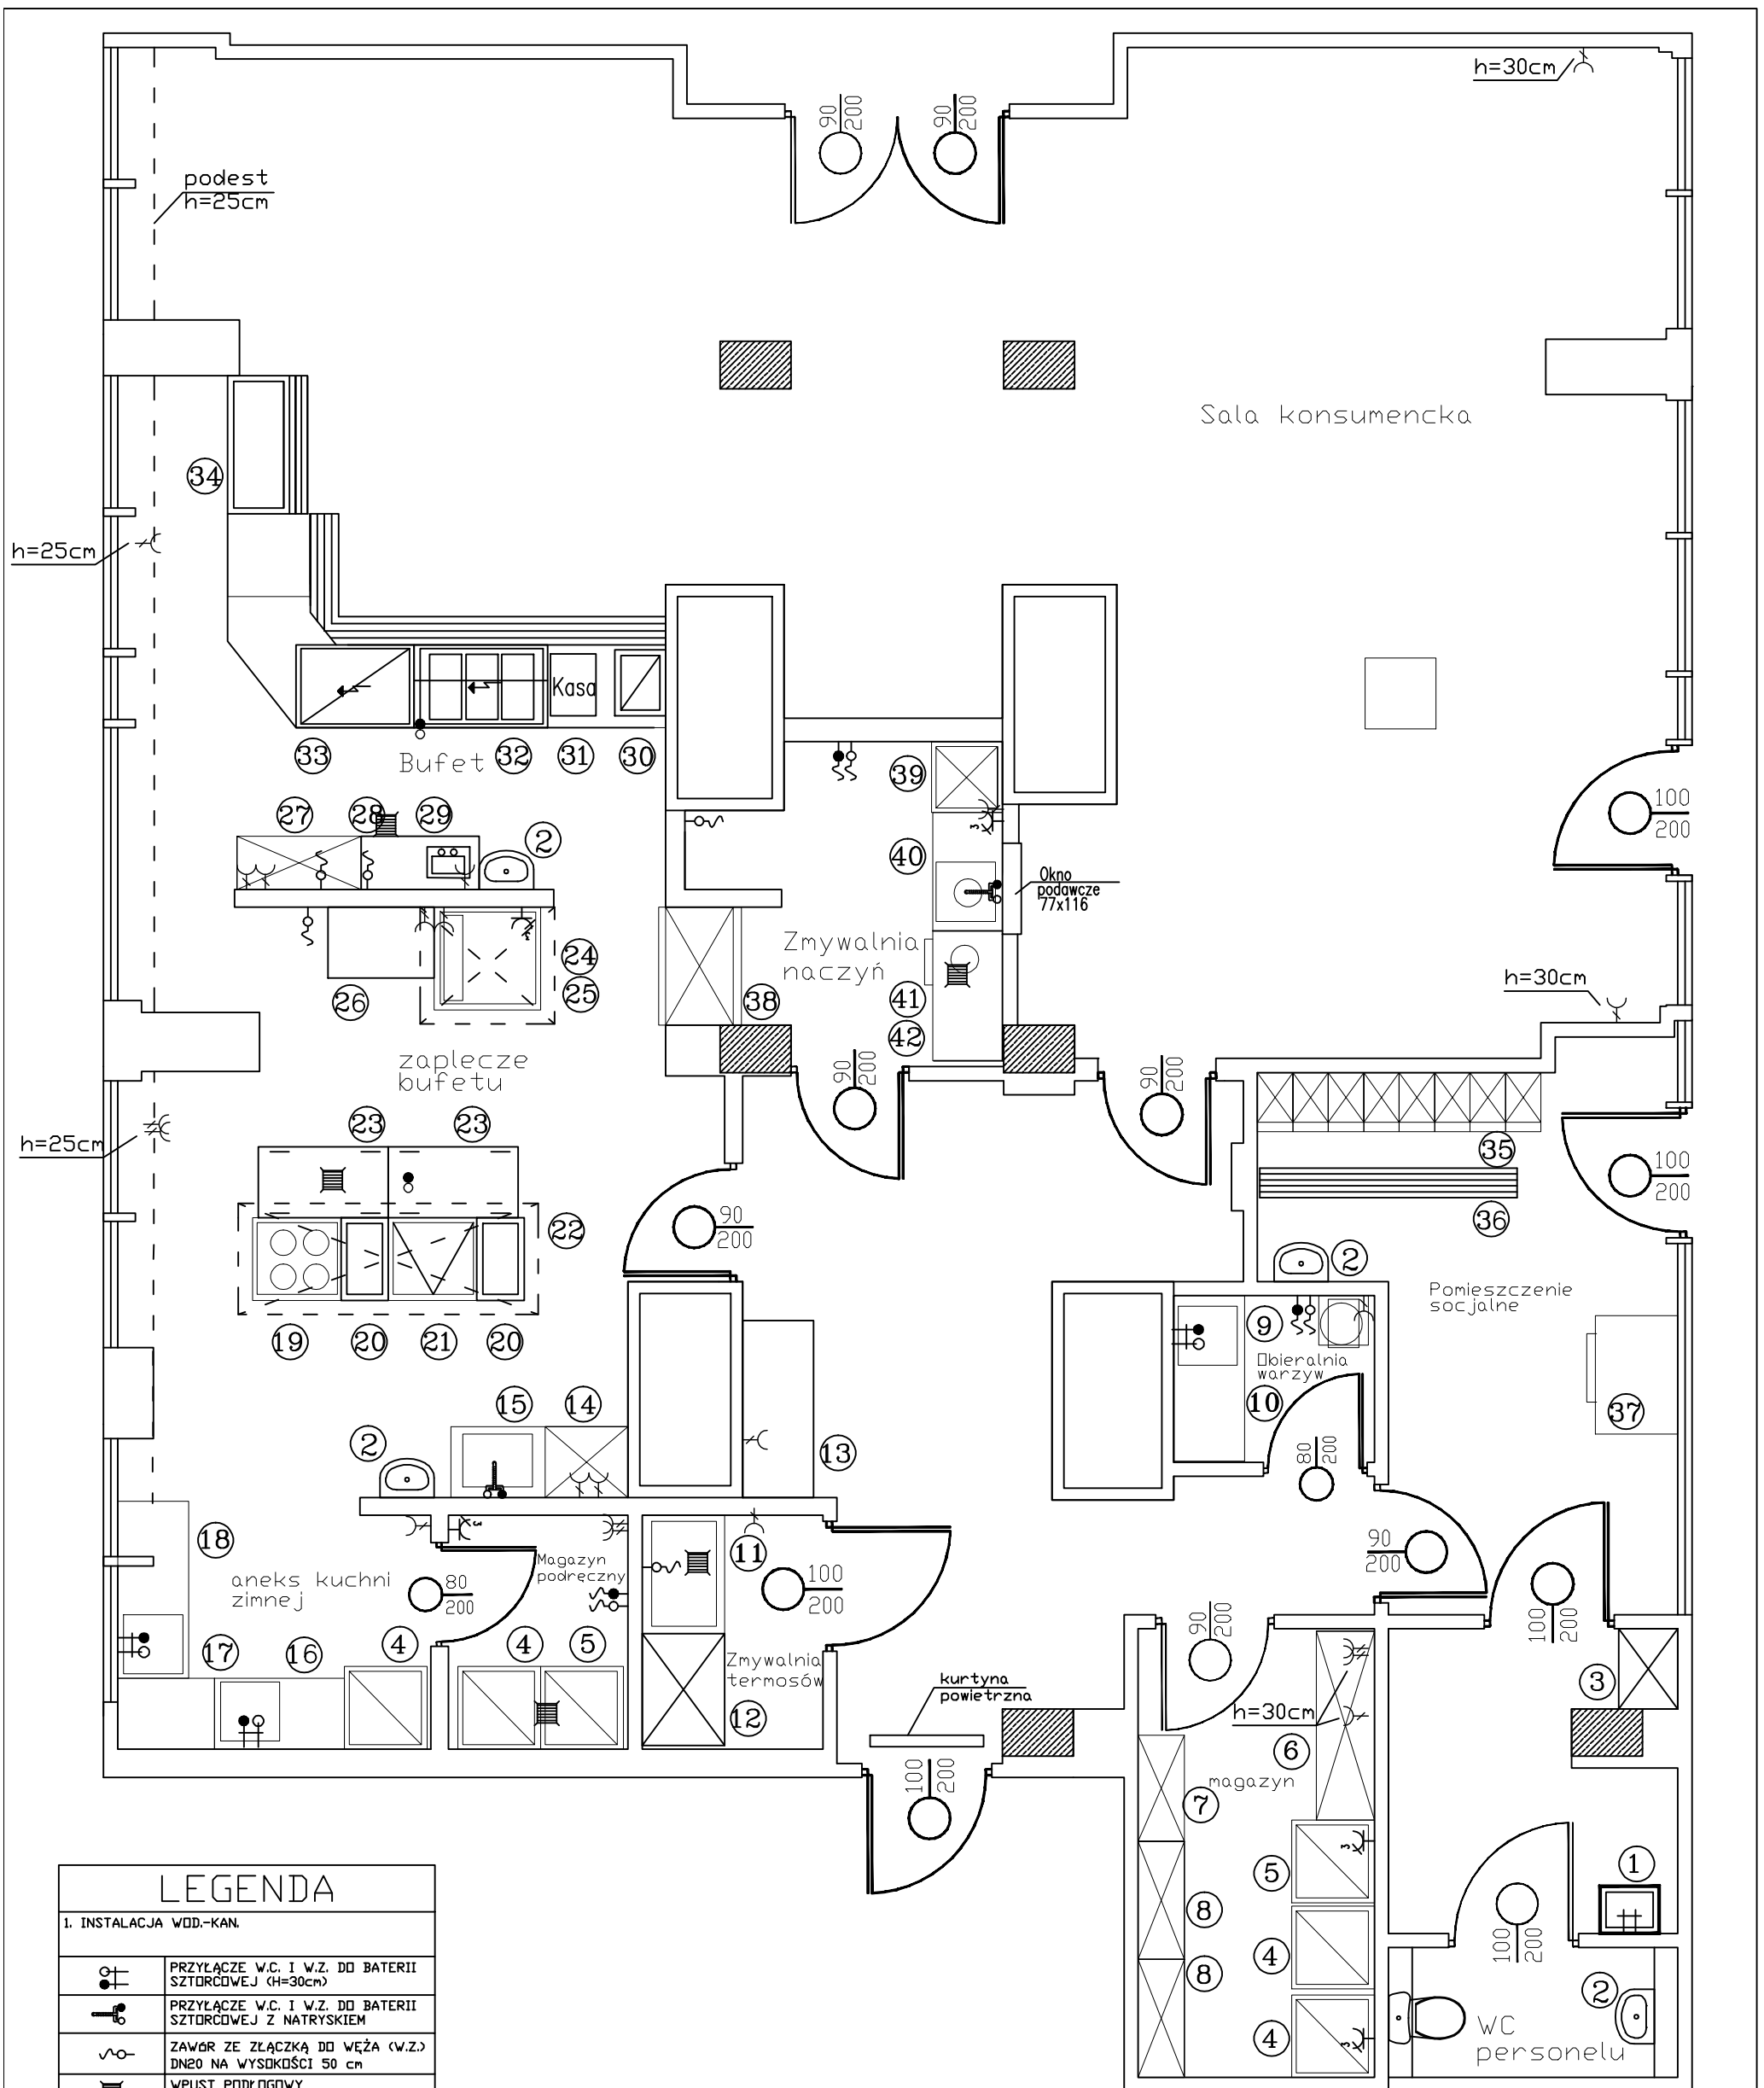 h=30cm
90
200
90
200
podest
h=25cm
Sala konsumencka
34
h=25cm
Kasa
33
Bufet
32
31
30
39
27
28
29
2
100
200
3
40
Okno
podawcze
77x116
Zmywalnia
naczyń
24
25
26
38
41
42
h=30cm
zaplecze
bufetu
90
200
90
200
h=25cm
23
23
35
100
200
36
22
90
200
2
Pomieszczenie
socjalne
19
20
21
20
9
Obieralnia
warzyw
10
37
15
14
2
13
80
200
18
3
11
90
200
aneks kuchni
zimnej
80
200
Magazyn
podręczny
100
200
100
200
90
200
17
16
4
4
5
Zmywalnia
termosów
12
kurtyna
powietrzna
3
h=30cm
6
magazyn
7
100
200
5
3
1
8
4
100
200
8
2
4
3
WC
personelu
LEGENDA
1. INSTALACJA WOD.-KAN.
PRZYŁĄCZE W.C. I W.Z. DO BATERII
SZTORCOWEJ (H=30cm)
PRZYŁĄCZE W.C. I W.Z. DO BATERII
SZTORCOWEJ Z NATRYSKIEM
ZAWÓR ZE ZŁĄCZKĄ DO WĘŻA (W.Z.)
DN20 NA WYSOKOŚCI 50 cm
WPUST PODŁOGOWY